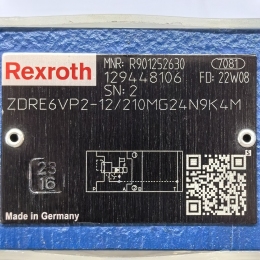 Rexroth
MNR: R901252630 7081
129448106 FD: 22W08
SN: 2
ZDRE6VP2-12/210MG24N9K4M
23
16
Made in Germany